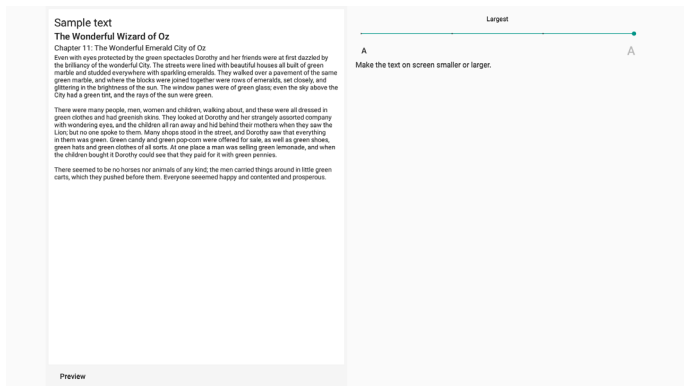 Sample text
The Wonderful Wizard of Oz
Chapter 11: The Wonderful Emerald City of Oz
Even with eyes protected by the green spectacles Dorothy and her friends were at first dazzled by
the brilliancy of the wonderful City. The streets were lined with beautiful houses all built of green
marble and studded everywhere with sparkling emeralds. They walked over a pavement of the same
green marble, and where the blocks were joined together were rows of emeralds, set closely, and
glittering in the brightness of the sun. The window panes were of green glass; even the sky above the
City had a green tint, and the rays of the sun were green.
There were many people, men, women and children, walking about, and these were all dressed in
green clothes and had greenish skins. They looked at Dorothy and her strangely assorted company
with wondering eyes, and the children all ran away and hid behind their mothers when they saw the
Lion; but no one spoke to them. Many shops stood in the street, and Dorothy saw that everything
in them was green. Green candy and green pop-corn were offered for sale, as well as green shoes,
green hats and green clothes of all sorts. At one place a man was selling green lemonade, and when
the children bought it Dorothy could see that they paid for it with green pennies.
There seemed to be no horses nor animals of any kind; the men carried things around in little green
carts, which they pushed before them. Everyone seeemed happy and contented and prosperous.
Preview
Largest
A A
Make the text on screen smaller or larger.